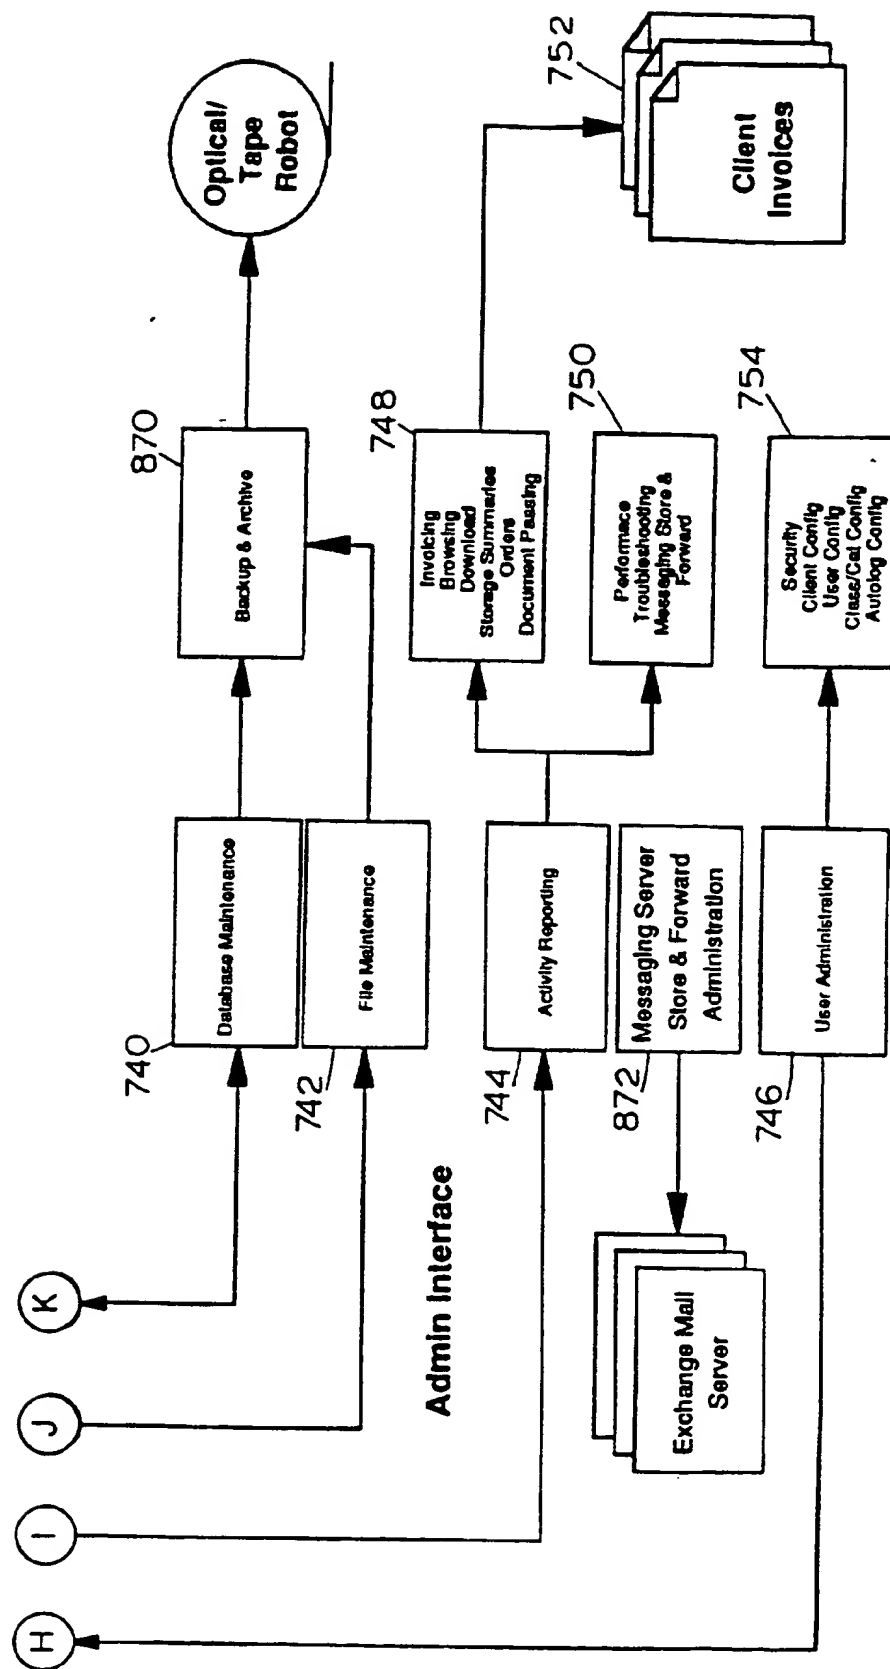 H
I
J
K
Admin Interface
740
Database Maintenance
742
File Maintenance
870
Backup & Archive
Optical/
Tape
Robot
744
Activity Reporting
748
Invoicing
Browsing
Download
Storage Summaries
Orders
Document Passing
752
Client
Invoices
750
Performace
Troubleshooting
Messaging Store &
Forward
872
Messaging Server
Store & Forward
Administration
Exchange Mail
Server
746
User Administration
754
Security
Client Config
User Config
Class/Cat Config
Autolog Config